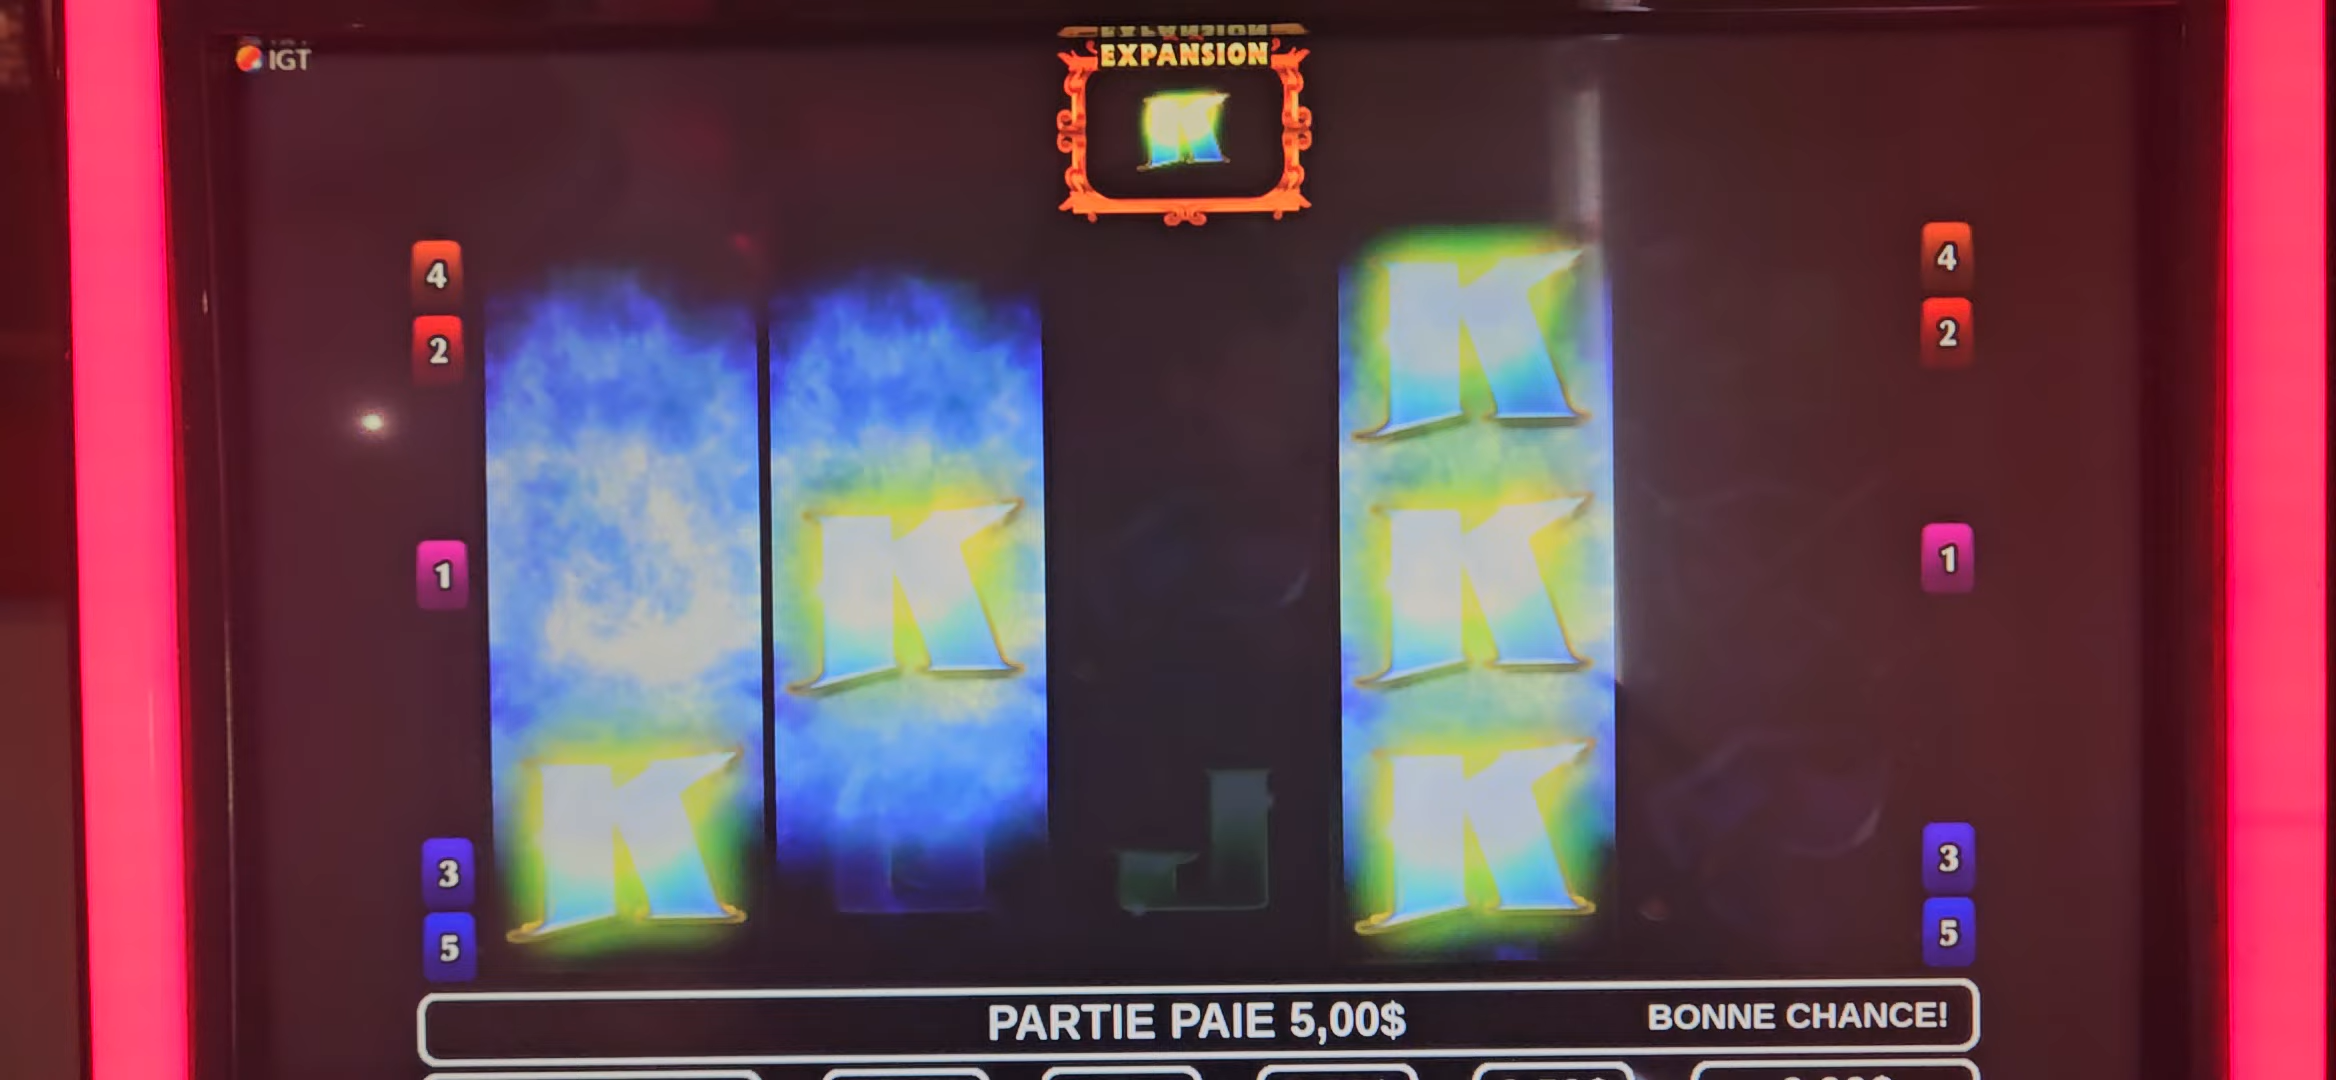 IGT
EXPANSION
K
4 K 4
2 2
1 K K 1
3 K K 3
J
5 5
PARTIE PAIE 5,00$ BONNE CHANCE!